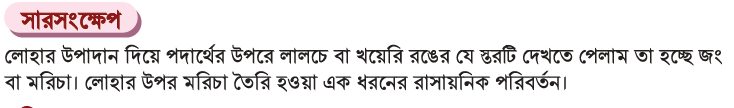 সারসংক্ষেপ
লোহার উপাদান দিয়ে পদার্থের উপরে লালচে বা খয়েরি রঙের যে স্তরটি দেখতে পেলাম তা হচ্ছে জং
বা মরিচা। লোহার উপর মরিচা তৈরি হওয়া এক ধরনের রাসায়নিক পরিবর্তন।